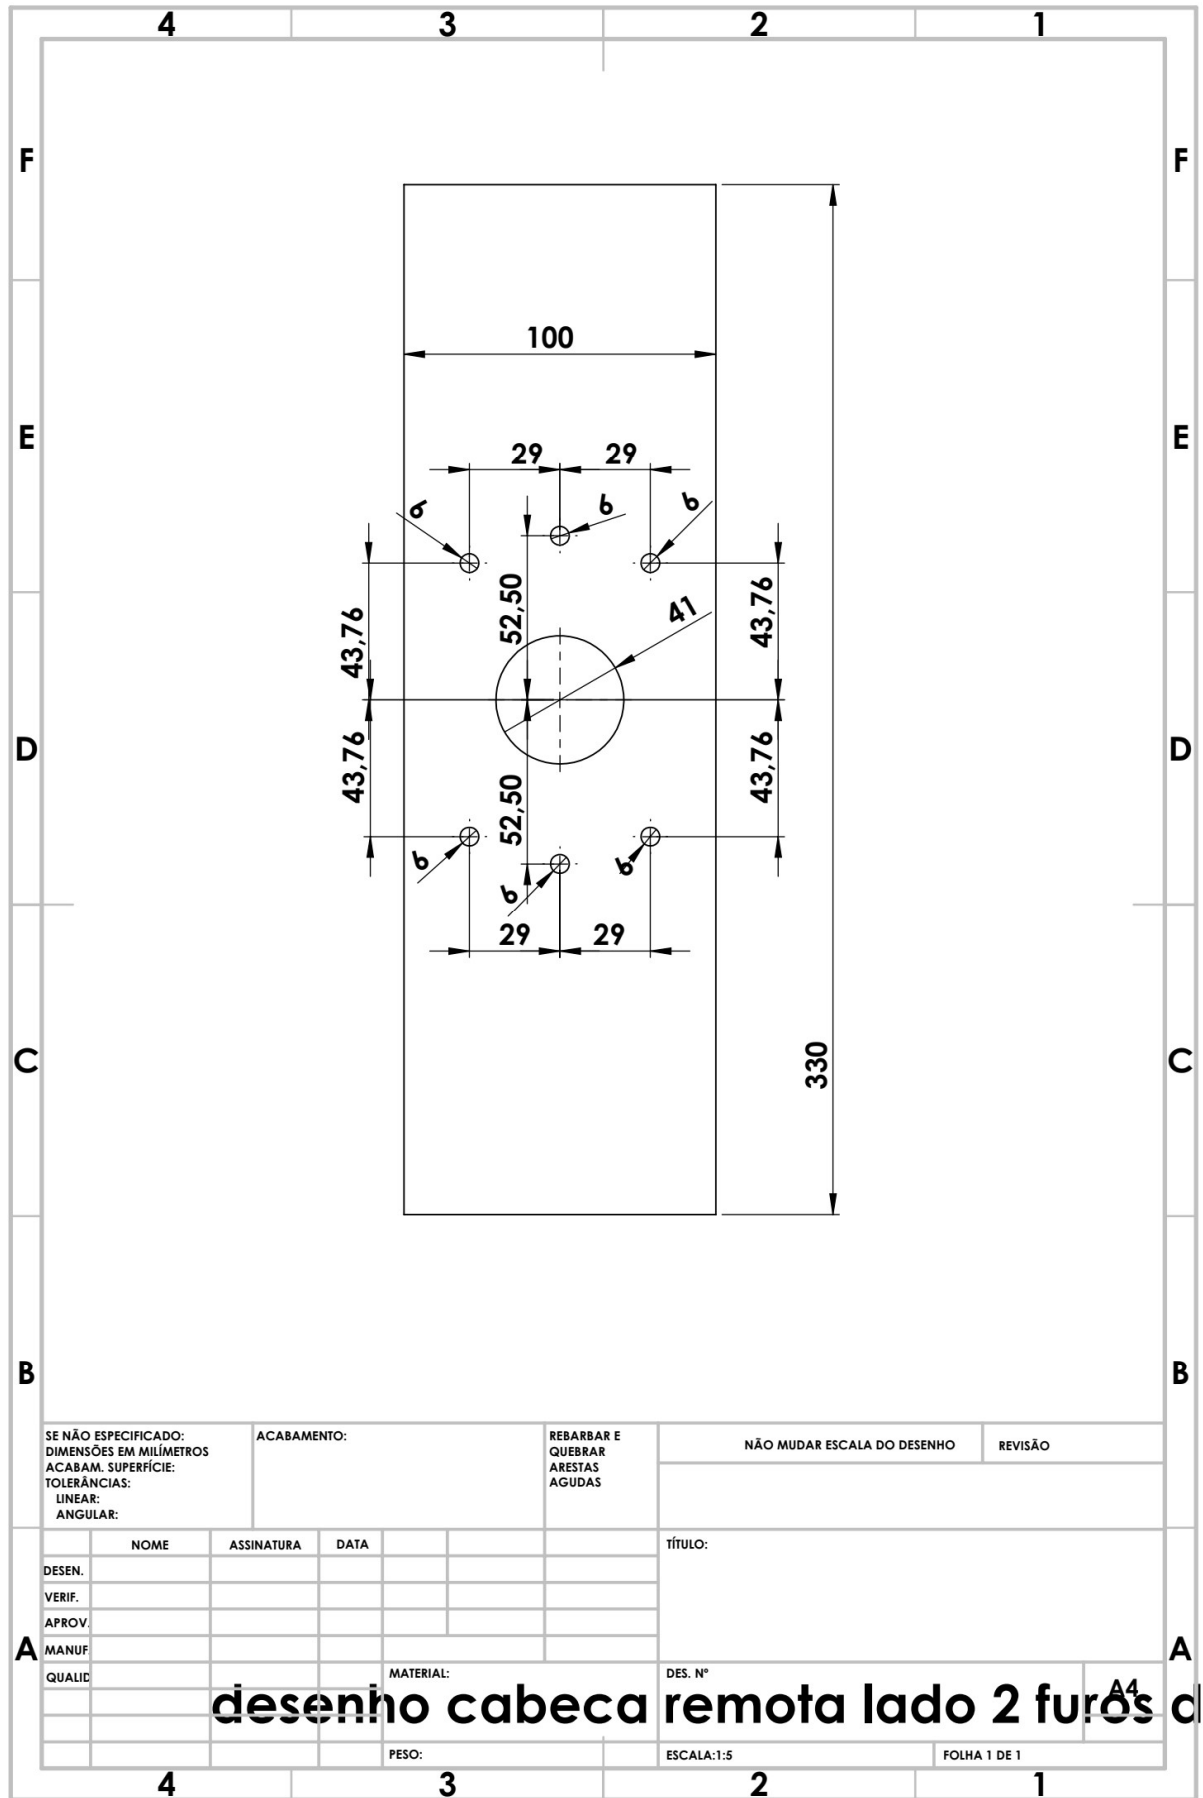 4 3 2 1
F F
100
E E
29 29
6 6 6
52,50
41
43,76 43,76
D D
43,76 43,76
52,50
6 6 6
29 29
C C
330
B B
SE NÃO ESPECIFICADO:
DIMENSÕES EM MILÍMETROS
ACABAM. SUPERFÍCIE:
TOLERÂNCIAS:
LINEAR:
ANGULAR:
ACABAMENTO:
REBARBAR E
QUEBRAR
ARESTAS
AGUDAS
NÃO MUDAR ESCALA DO DESENHO
REVISÃO
NOME ASSINATURA DATA
TÍTULO:
DESEN.
VERIF.
APROV.
MANUF
QUALID
A A
MATERIAL:
DES. Nº
desenho cabeca remota lado 2 furos d
A4
PESO:
ESCALA:1:5
FOLHA 1 DE 1
4 3 2 1